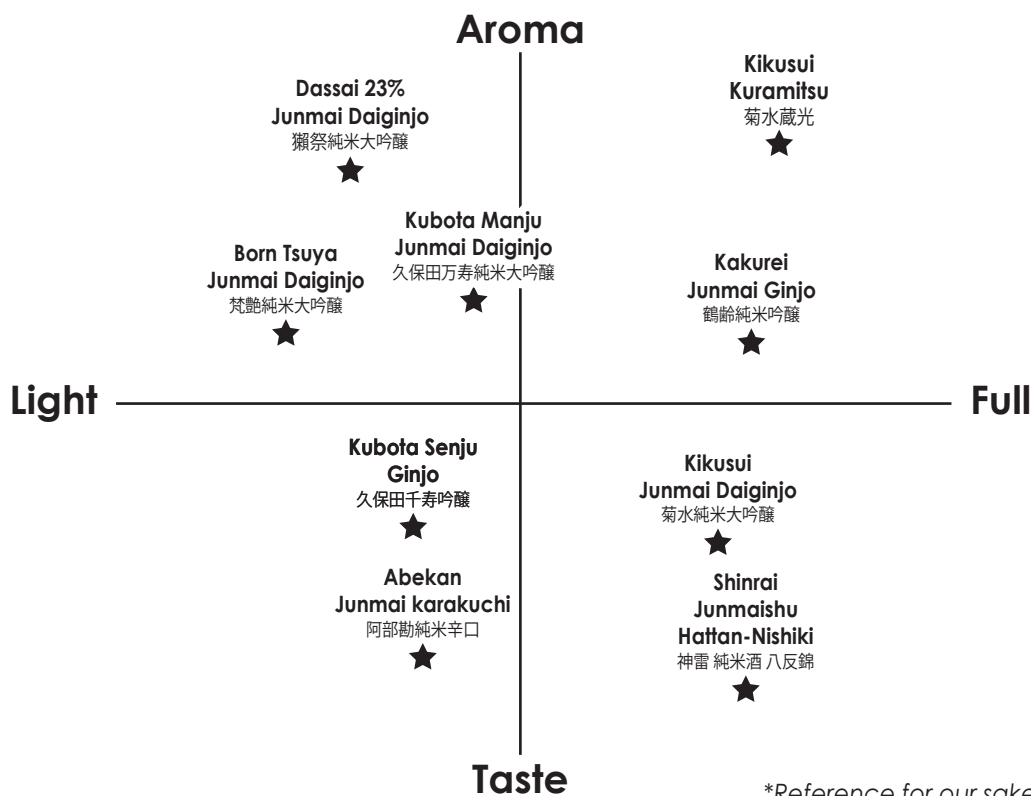 Aroma
Kikusui
Kuramitsu
菊水蔵光
Dassai 23%
Junmai Daiginjo
獺祭純米大吟醸
Kubota Manju
Junmai Daiginjo
久保田万寿純米大吟醸
Born Tsuya
Junmai Daiginjo
梵艶純米大吟醸
Kakurei
Junmai Ginjo
鶴齢純米吟醸
Light
Full
Kubota Senju
Ginjo
久保田千寿吟醸
Kikusui
Junmai Daiginjo
菊水純米大吟醸
Abekan
Junmai karakuchi
阿部勘純米辛口
Shinrai
Junmaishu
Hattan-Nishiki
神雷 純米酒 八反錦
Taste
*Reference for our sake